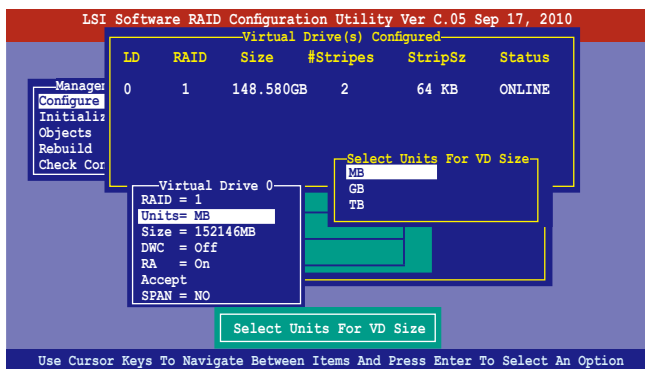 LSI Software RAID Configuration Utility Ver C.05 Sep 17, 2010
Virtual Drive(s) Configured
LD RAID Size #Stripes StripSz Status
0 1 148.580GB 2 64 KB ONLINE
Manage
Configure
Initializ
Objects
Rebuild
Check Con
Select Units For VD Size
MB
GB
TB
Virtual Drive 0
RAID = 1
Units= MB
Size = 152146MB
DWC = Off
RA = On
Accept
SPAN = NO
Select Units For VD Size
Use Cursor Keys To Navigate Between Items And Press Enter To Select An Option